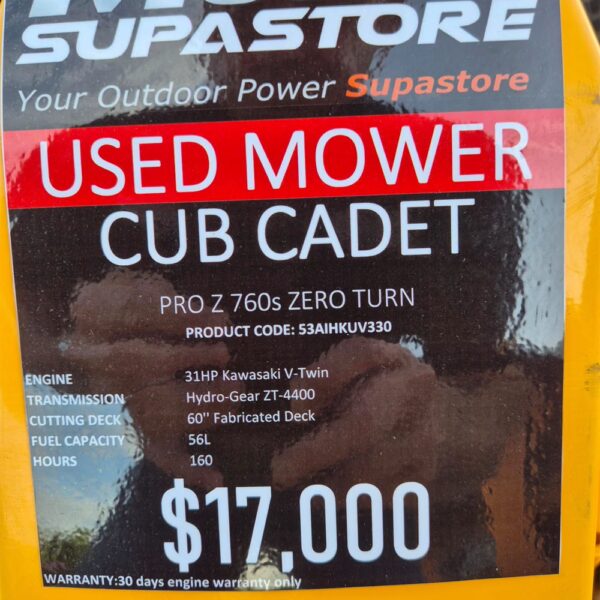 SUPASTORE
Your Outdoor Power Supastore
USED MOWER
CUB CADET
PRO Z 760s ZERO TURN
PRODUCT CODE: 53AIHKUV330
ENGINE 31HP Kawasaki V-Twin
TRANSMISSION Hydro-Gear ZT-4400
CUTTING DECK 60'' Fabricated Deck
FUEL CAPACITY 56L
HOURS 160
$17,000
WARRANTY:30 days engine warranty only